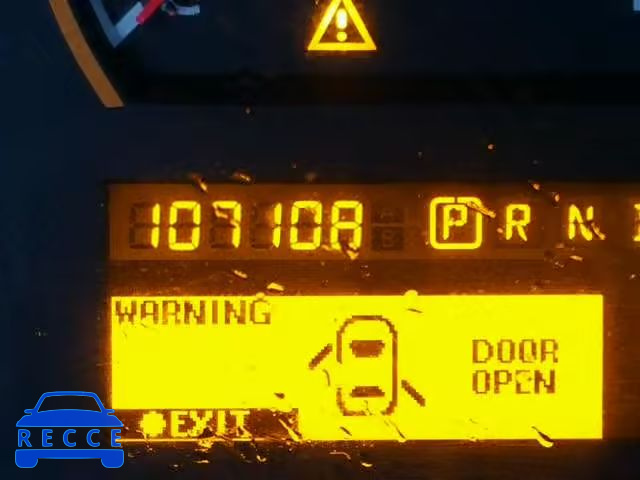 107108 P R N
WARNING
DOOR
OPEN
EXIT
RECCE